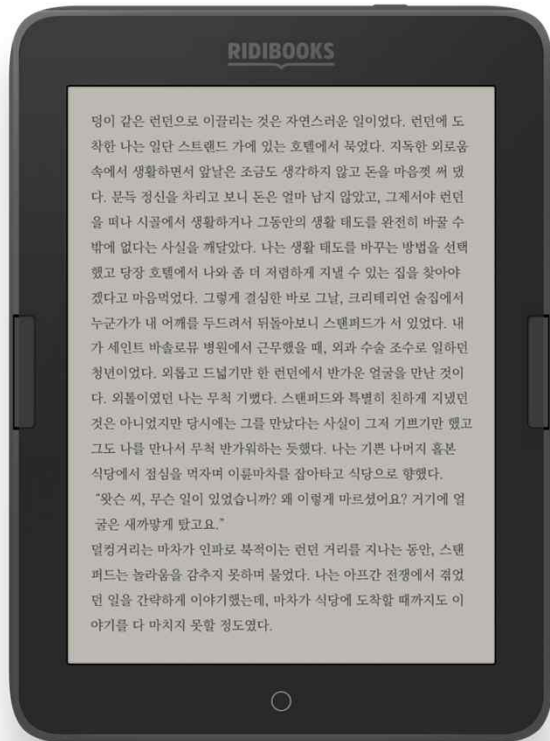 RIDIBOOKS
덩이 같은 런던으로 이끌리는 것은 자연스러운 일이었다. 런던에 도
착한 나는 일단 스트랜드 가에 있는 호텔에서 묵었다. 지독한 외로움
속에서 생활하면서 앞날은 조금도 생각하지 않고 돈을 마음껏 써 댔
다. 문득 정신을 차리고 보니 돈은 얼마 남지 않았고, 그제서야 런던
을 떠나 시골에서 생활하거나 그동안의 생활 태도를 완전히 바꿀 수
밖에 없다는 사실을 깨달았다. 나는 생활 태도를 바꾸는 방법을 선택
했고 당장 호텔에서 나와 좀 더 저렴하게 지낼 수 있는 집을 찾아야
겠다고 마음먹었다. 그렇게 결심한 바로 그날, 크리테리언 술집에서
누군가가 내 어깨를 두드려서 뒤돌아보니 스탠퍼드가 서 있었다. 내
가 세인트 바솔로뮤 병원에서 근무했을 때, 외과 수술 조수로 일하던
청년이었다. 외롭고 드넓기만 한 런던에서 반가운 얼굴을 만난 것이
다. 외톨이였던 나는 무척 기뻤다. 스탠퍼드와 특별히 친하게 지냈던
것은 아니었지만 당시에는 그를 만났다는 사실이 그저 기쁘기만 했고
그도 나를 만나서 무척 반가워하는 듯했다. 나는 기쁜 나머지 홀본
식당에서 점심을 먹자며 이륜마차를 잡아타고 식당으로 향했다.
“왓슨 씨, 무슨 일이 있었습니까? 왜 이렇게 마르셨어요? 거기에 얼
굴은 새까맣게 탔고요.”
덜컹거리는 마차가 인파로 북적이는 런던 거리를 지나는 동안, 스탠
퍼드는 놀라움을 감추지 못하며 물었다. 나는 아프간 전쟁에서 겪었
던 일을 간략하게 이야기했는데, 마차가 식당에 도착할 때까지도 이
야기를 다 마치지 못할 정도였다.